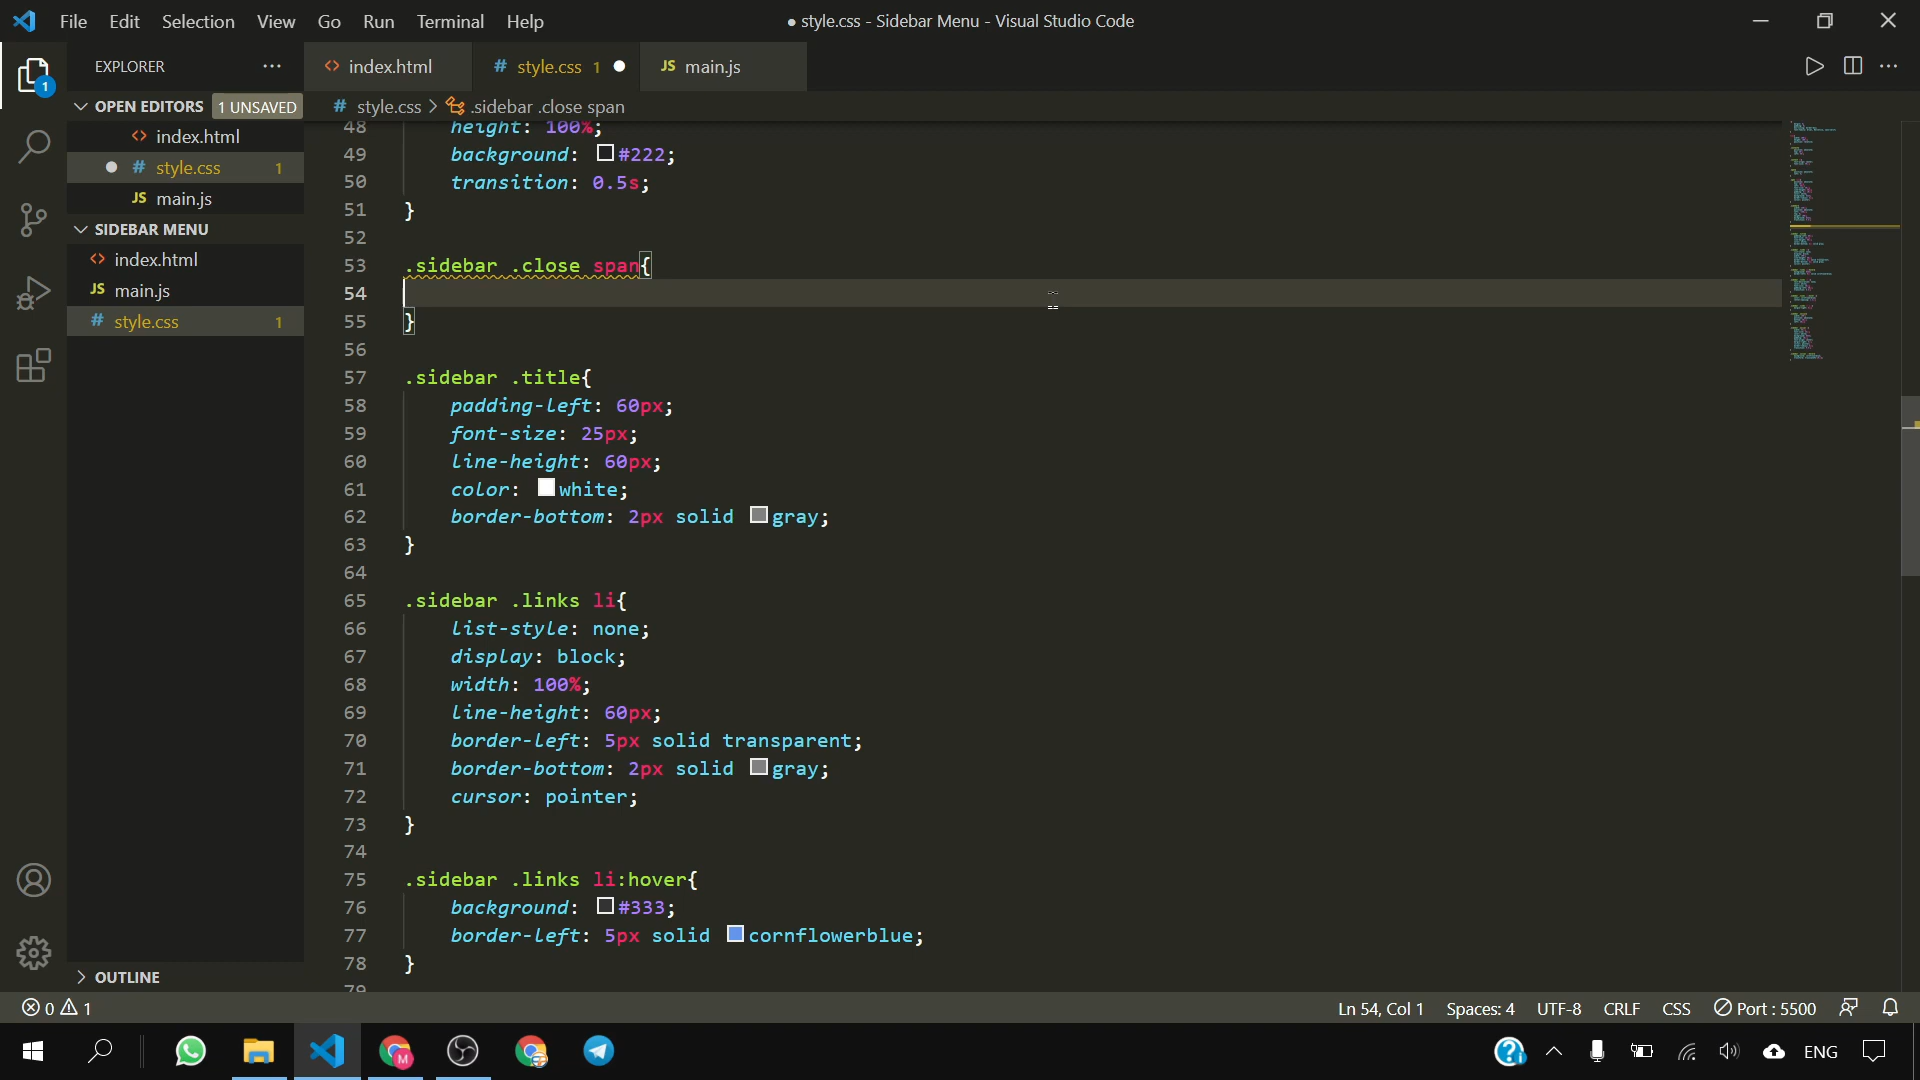 File Edit Selection View Go Run Terminal Help
● style.css - Sidebar Menu - Visual Studio Code
EXPLORER
index.html
# style.css 1
JS main.js
OPEN EDITORS 1 UNSAVED
# style.css > .sidebar .close span
index.html
# style.css 1
JS main.js
SIDEBAR MENU
index.html
JS main.js
# style.css 1
OUTLINE
48 height: 100%;
49 background: #222;
50 transition: 0.5s;
51 }
52
53 .sidebar .close span{
54
55 }
56
57 .sidebar .title{
58 padding-left: 60px;
59 font-size: 25px;
60 line-height: 60px;
61 color: white;
62 border-bottom: 2px solid gray;
63 }
64
65 .sidebar .links li{
66 list-style: none;
67 display: block;
68 width: 100%;
69 line-height: 60px;
70 border-left: 5px solid transparent;
71 border-bottom: 2px solid gray;
72 cursor: pointer;
73 }
74
75 .sidebar .links li:hover{
76 background: #333;
77 border-left: 5px solid cornflowerblue;
78 }
79
0 1
Ln 54, Col 1 Spaces: 4 UTF-8 CRLF CSS Port : 5500
ENG